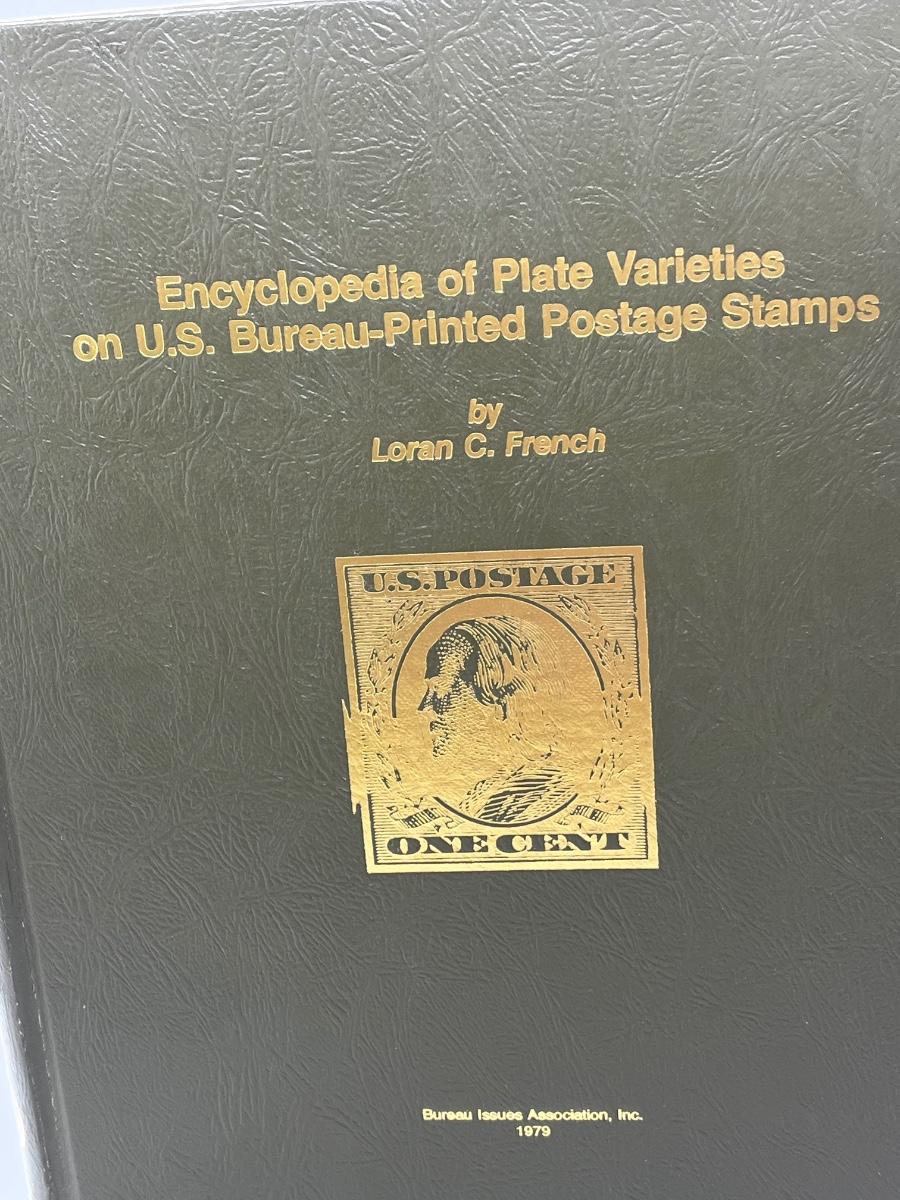 Encyclopedia of Plate Varieties
on U.S. Bureau-Printed Postage Stamps
by
Loran C. French
U.S.POSTAGE
ONE CENT
Bureau Issues Association, Inc.
1979